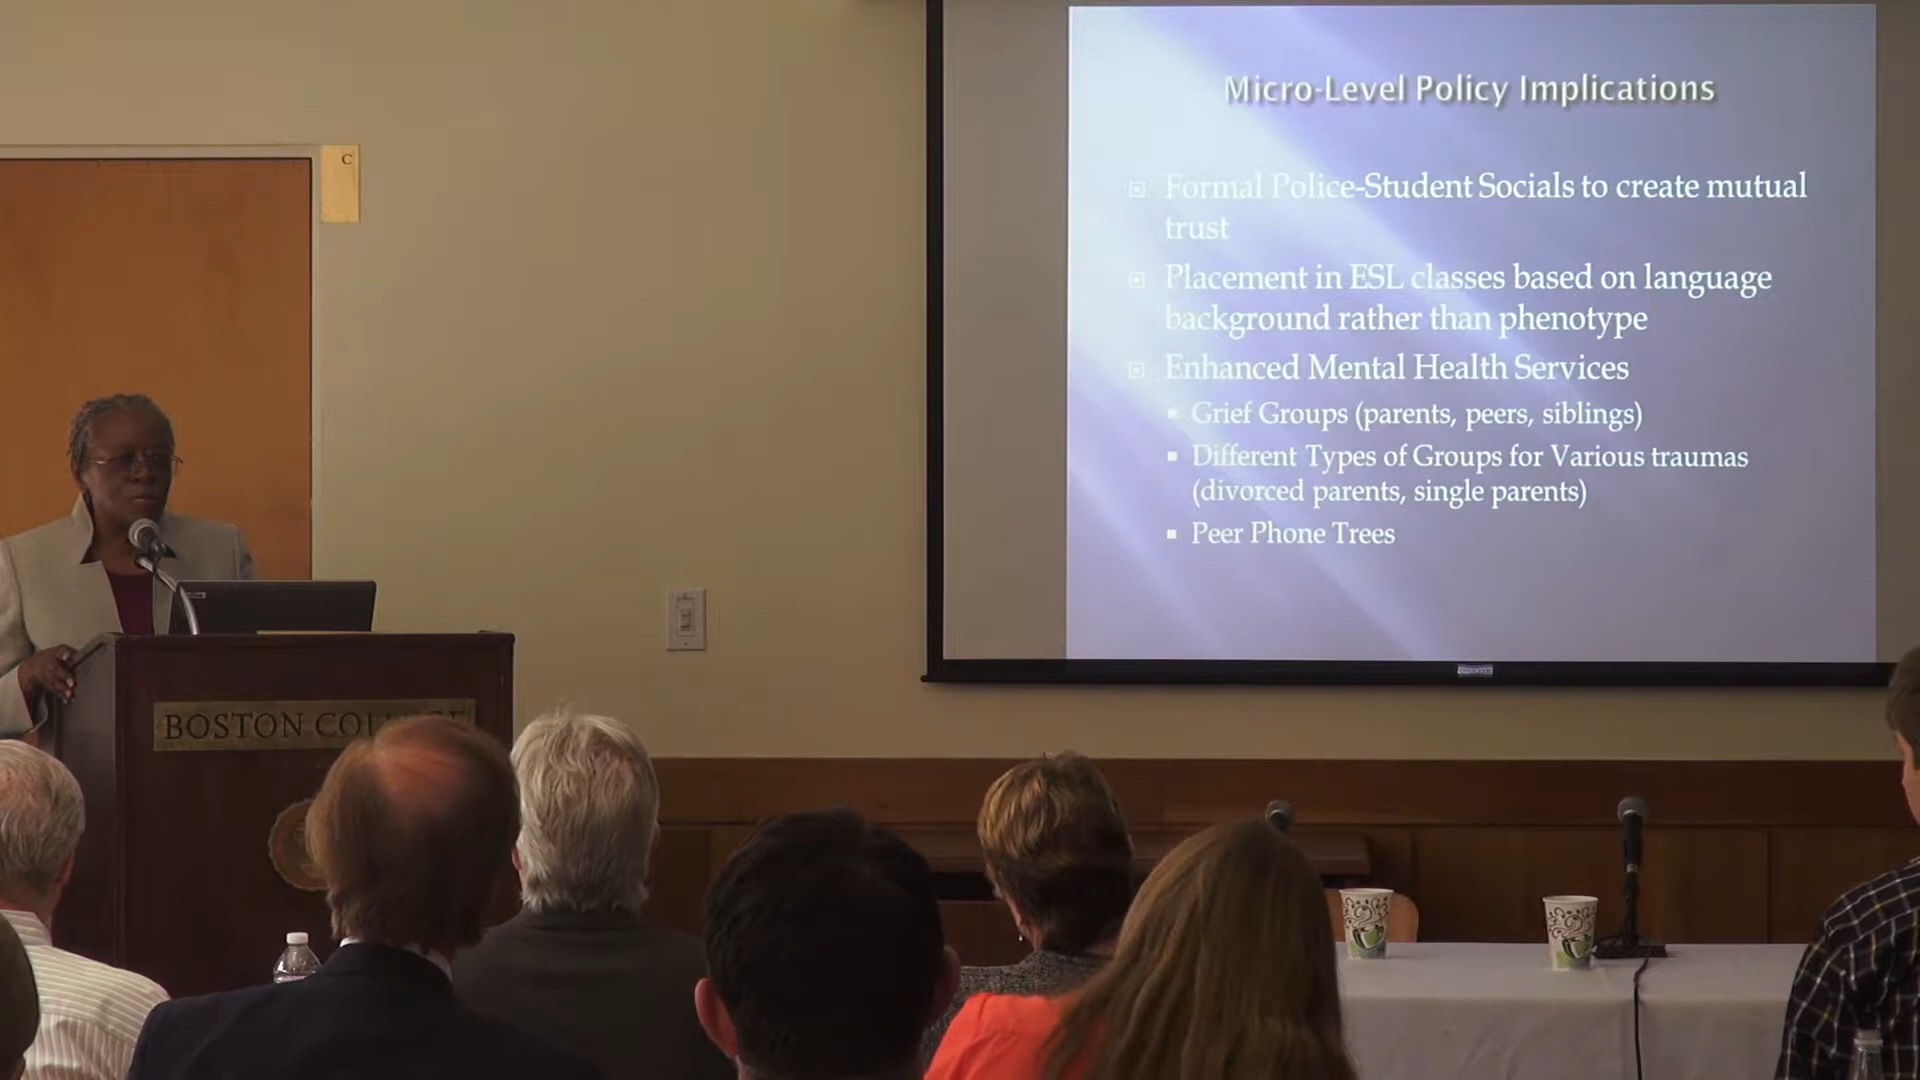 Micro-Level Policy Implications
Formal Police-Student Socials to create mutual
trust
Placement in ESL classes based on language
background rather than phenotype
Enhanced Mental Health Services
Grief Groups (parents, peers, siblings)
Different Types of Groups for Various traumas
(divorced parents, single parents)
Peer Phone Trees
C
BOSTON COLLEGE